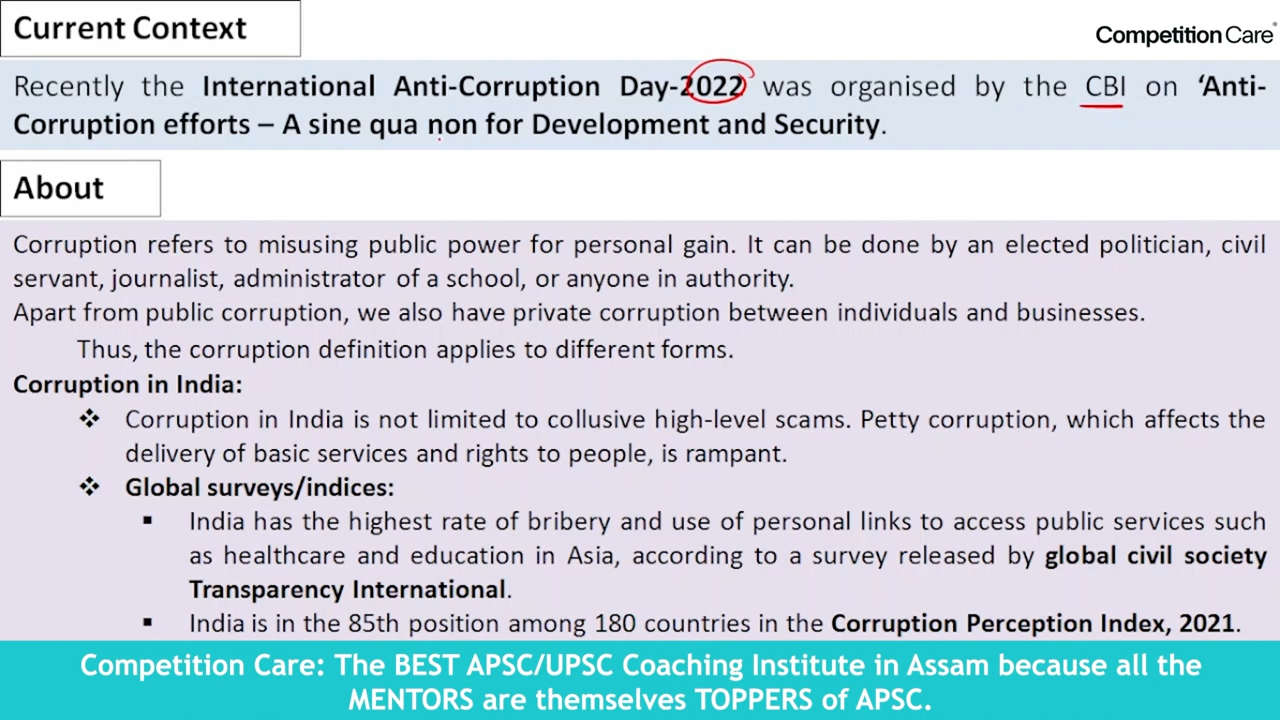 Current Context
Competition Care
Recently the International Anti-Corruption Day-2022 was organised by the CBI on ‘Anti-
Corruption efforts – A sine qua non for Development and Security.
About
Corruption refers to misusing public power for personal gain. It can be done by an elected politician, civil
servant, journalist, administrator of a school, or anyone in authority.
Apart from public corruption, we also have private corruption between individuals and businesses.
Thus, the corruption definition applies to different forms.
Corruption in India:
❖ Corruption in India is not limited to collusive high-level scams. Petty corruption, which affects the
delivery of basic services and rights to people, is rampant.
❖ Global surveys/indices:
▪ India has the highest rate of bribery and use of personal links to access public services such
as healthcare and education in Asia, according to a survey released by global civil society
Transparency International.
▪ India is in the 85th position among 180 countries in the Corruption Perception Index, 2021.
Competition Care: The BEST APSC/UPSC Coaching Institute in Assam because all the
MENTORS are themselves TOPPERS of APSC.